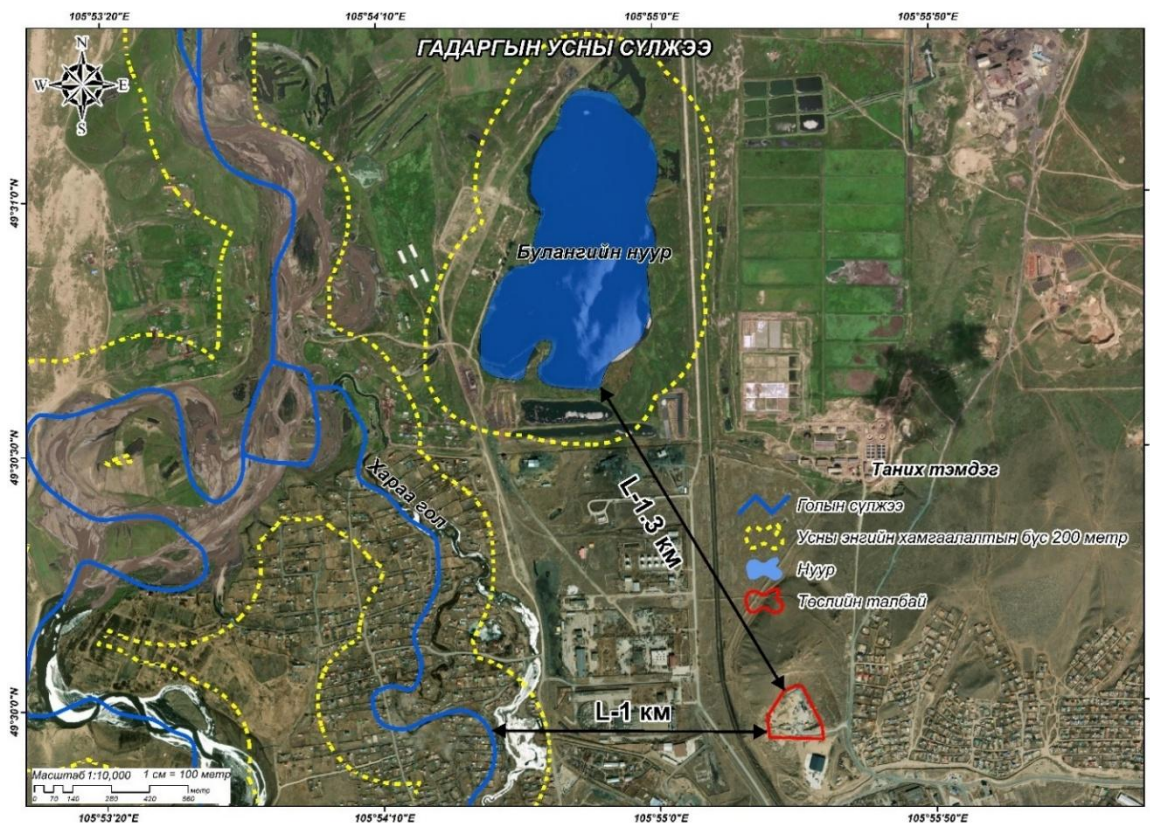 105°53'20"E 105°54'10"E 105°55'0"E 105°55'50"E
ГАДАРГЫН УСНЫ СҮЛЖЭЭ
N
W E
S
49°31'0"N
Булангийн нуур
49°30'30"N
Хараа гол
L-1.3 км
Таних тэмдэг
Голын сүлжээ
Усны энгийн хамгаалалтын бүс 200 метр
Нуур
Төслийн талбай
49°30'0"N
L-1 км
Масштаб 1:10,000 1 см = 100 метр
0 70 140 280 420 560 метр
105°53'20"E 105°54'10"E 105°55'0"E 105°55'50"E